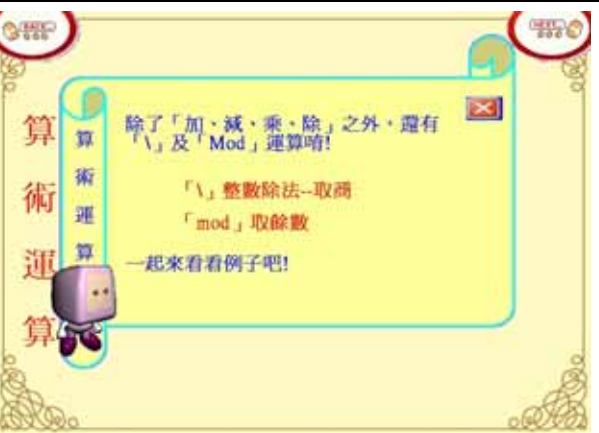 BACK
NEXT
算術運算
算術運算
除了「加、減、乘、除」之外,還有
「\」及「Mod」運算唷!
「\」整數除法--取商
「mod」取餘數
一起來看看例子吧!